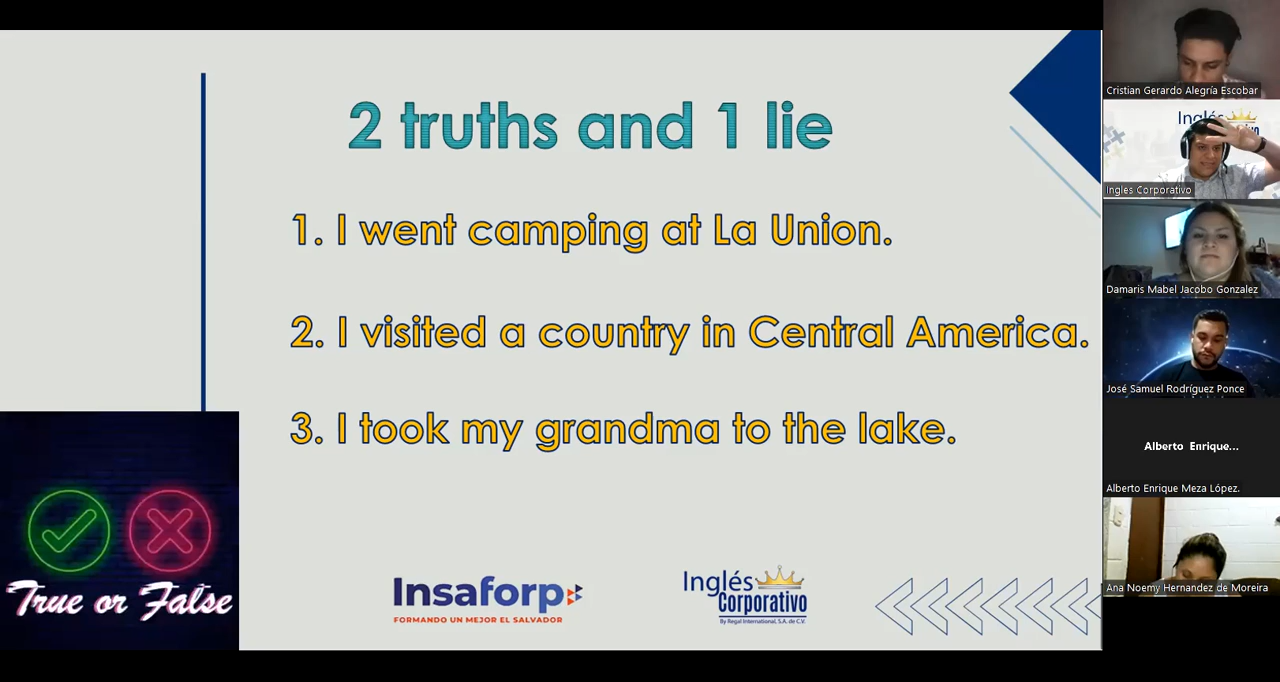 2 truths and 1 lie
1. I went camping at La Union.
2. I visited a country in Central America.
3. I took my grandma to the lake.
True or False
Insaforp
FORMANDO UN MEJOR EL SALVADOR
Inglés
Corporativo
By Regal International, S.A. de C.V.
Cristian Gerardo Alegría Escobar
Inglés
Ingles Corporativo
Damaris Mabel Jacobo Gonzalez
José Samuel Rodríguez Ponce
Alberto Enrique...
Alberto Enrique Meza López.
Ana Noemy Hernandez de Moreira